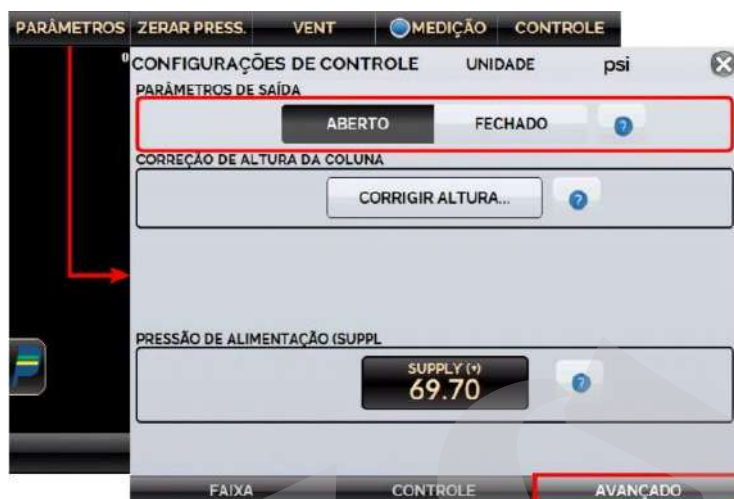 PARÂMETROS ZERAR PRESS. VENT MEDIÇÃO CONTROLE
CONFIGURAÇÕES DE CONTROLE UNIDADE psi
PARÂMETROS DE SAÍDA
ABERTO FECHADO ?
CORREÇÃO DE ALTURA DA COLUNA
CORRIGIR ALTURA... ?
PRESSÃO DE ALIMENTAÇÃO (SUPPL
SUPPLY (+)
69.70 ?
FAIXA CONTROLE AVANÇADO